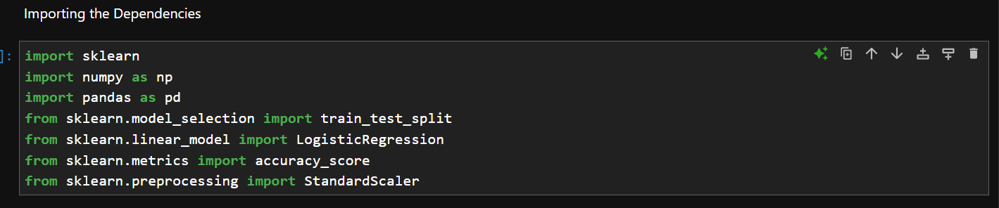 Importing the Dependencies
]:
import sklearn
import numpy as np
import pandas as pd
from sklearn.model_selection import train_test_split
from sklearn.linear_model import LogisticRegression
from sklearn.metrics import accuracy_score
from sklearn.preprocessing import StandardScaler